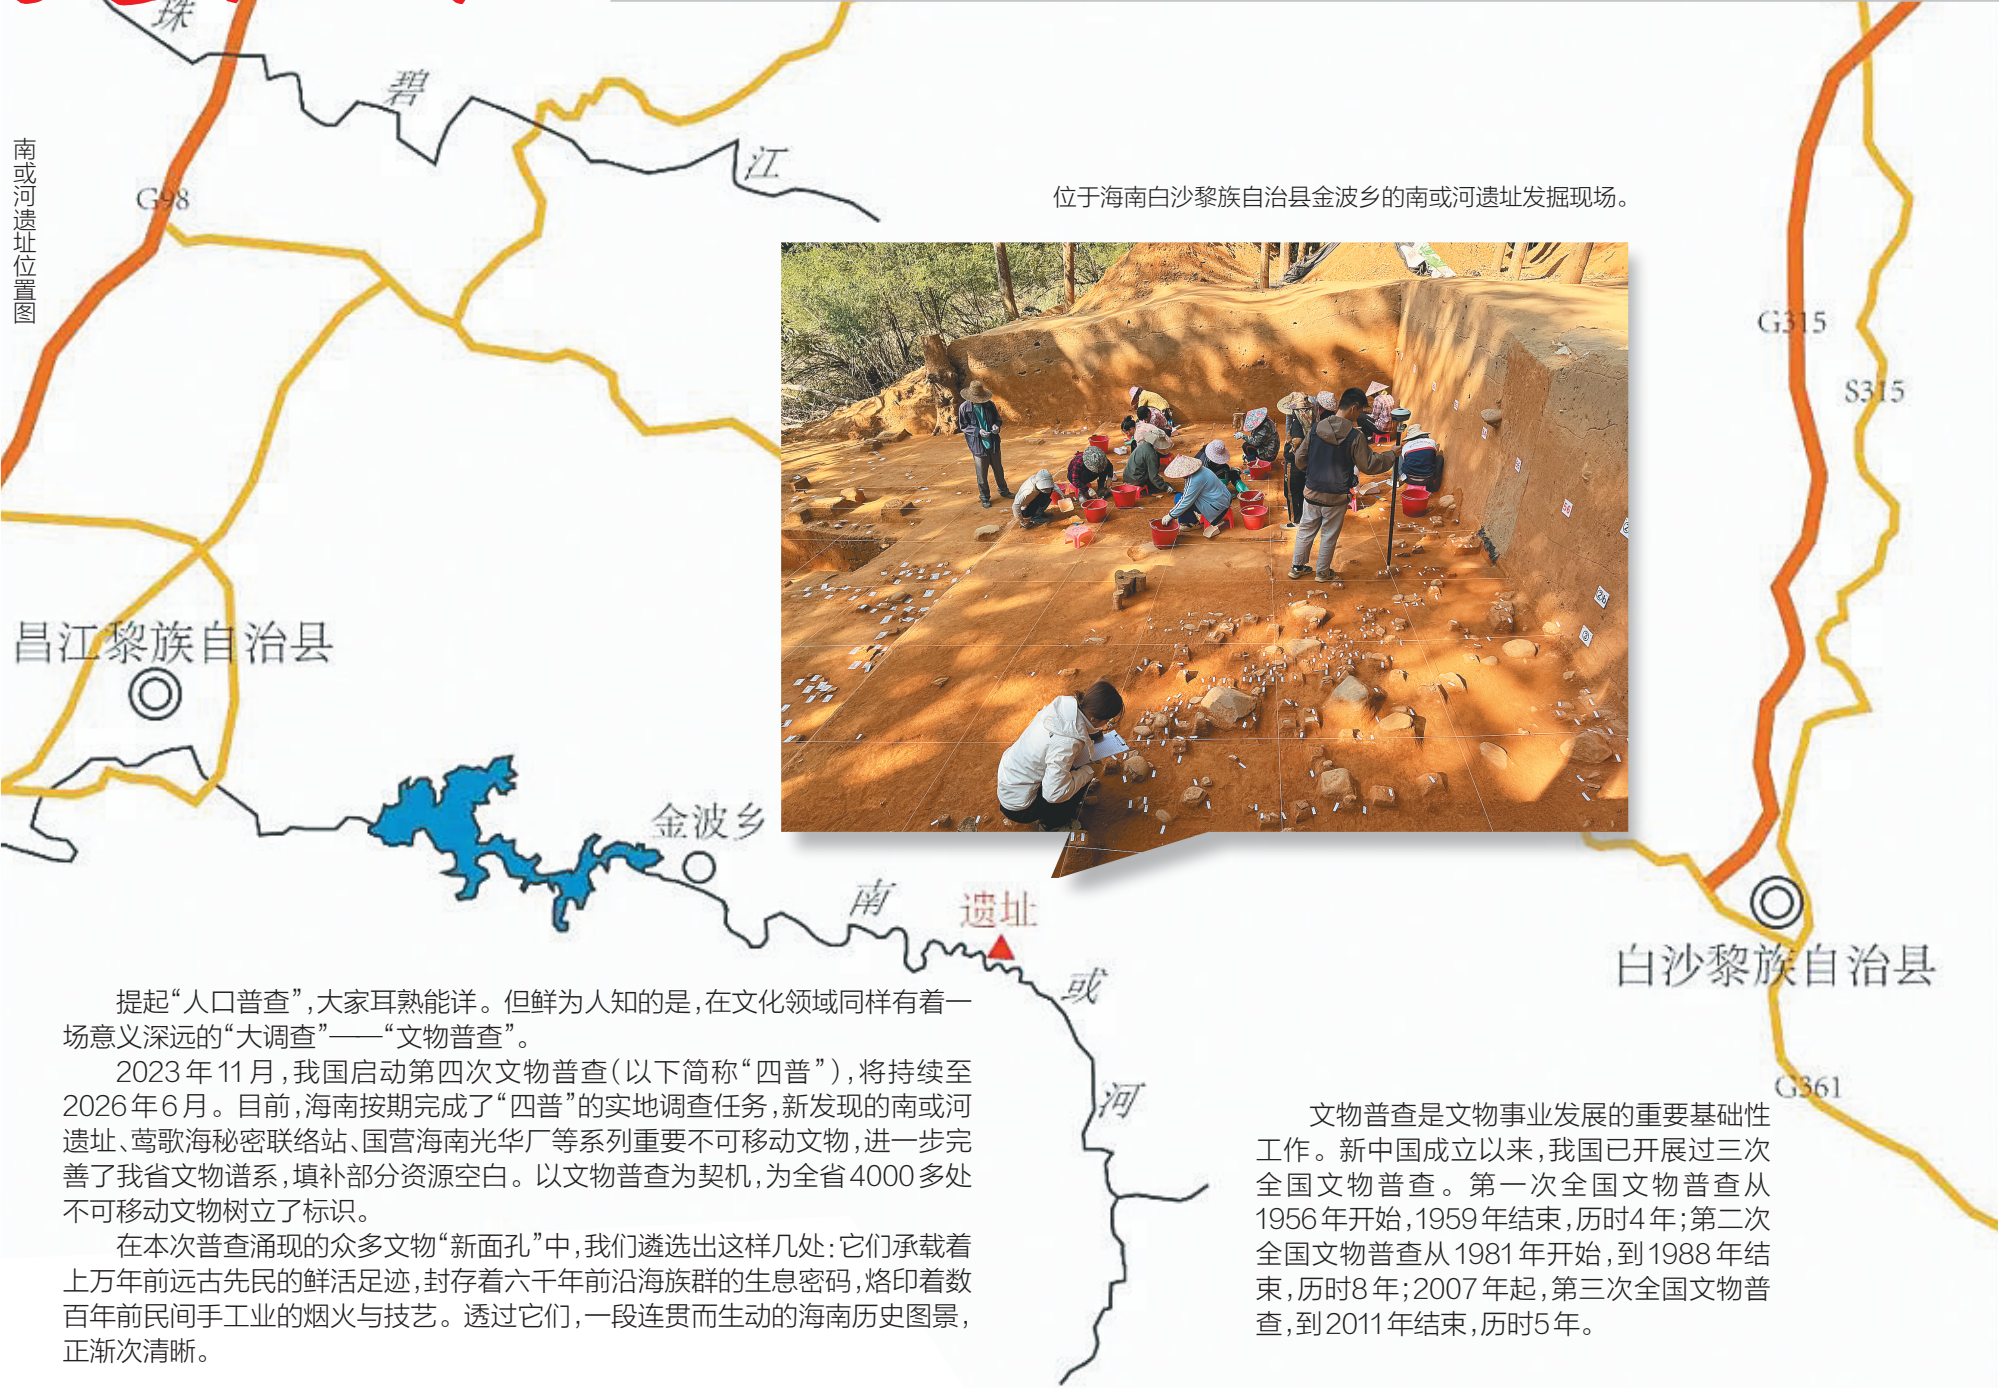 珠
碧
江
南或河遗址位置图
G98
位于海南白沙黎族自治县金波乡的南或河遗址发掘现场。
G315
S315
昌江黎族自治县
金波乡
南
遗址
或
河
白沙黎族自治县
G361
提起“人口普查”，大家耳熟能详。但鲜为人知的是，在文化领域同样有着一
场意义深远的“大调查”——“文物普查”。
2023年11月，我国启动第四次文物普查（以下简称“四普”），将持续至
2026年6月。目前，海南按期完成了“四普”的实地调查任务，新发现的南或河
遗址、莺歌海秘密联络站、国营海南光华厂等系列重要不可移动文物，进一步完
善了我省文物谱系，填补部分资源空白。以文物普查为契机，为全省4000多处
不可移动文物树立了标识。
在本次普查涌现的众多文物“新面孔”中，我们遴选出这样几处：它们承载着
上万年前远古先民的鲜活足迹，封存着六千年前沿海族群的生息密码，烙印着数
百年前民间手工业的烟火与技艺。透过它们，一段连贯而生动的海南历史图景，
正渐次清晰。
文物普查是文物事业发展的重要基础性
工作。新中国成立以来，我国已开展过三次
全国文物普查。第一次全国文物普查从
1956年开始，1959年结束，历时4年；第二次
全国文物普查从1981年开始，到1988年结
束，历时8年；2007年起，第三次全国文物普
查，到2011年结束，历时5年。